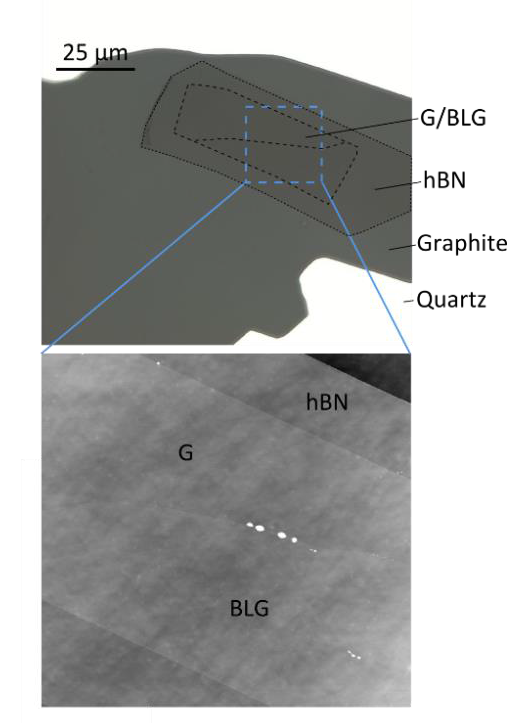 25 µm
G/BLG
hBN
Graphite
Quartz
hBN
G
BLG